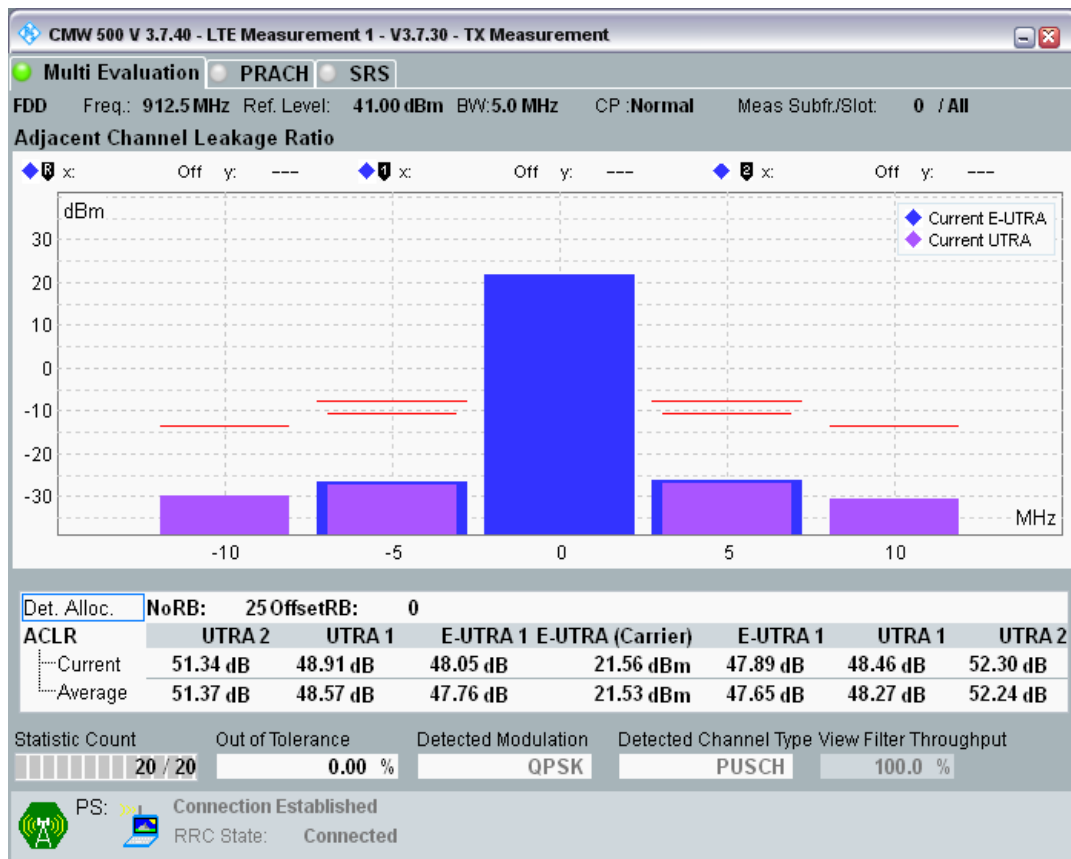 CMW 500 V 3.7.40 - LTE Measurement 1 - V3.7.30 - TX Measurement
Multi Evaluation PRACH SRS
FDD Freq.: 912.5 MHz Ref. Level: 41.00 dBm BW:5.0 MHz CP :Normal Meas Subfr./Slot: 0 / All
Adjacent Channel Leakage Ratio
R x: Off y: --- 1 x: Off y: --- 2 x: Off y: ---
dBm
Current E-UTRA
Current UTRA
30
20
10
0
-10
-20
-30
MHz
-10 -5 0 5 10
Det. Alloc. NoRB: 25 OffsetRB: 0
ACLR UTRA 2 UTRA 1 E-UTRA 1 E-UTRA (Carrier) E-UTRA 1 UTRA 1 UTRA 2
Current 51.34 dB 48.91 dB 48.05 dB 21.56 dBm 47.89 dB 48.46 dB 52.30 dB
Average 51.37 dB 48.57 dB 47.76 dB 21.53 dBm 47.65 dB 48.27 dB 52.24 dB
Statistic Count Out of Tolerance Detected Modulation Detected Channel Type View Filter Throughput
20 / 20 0.00 % QPSK PUSCH 100.0 %
PS: Connection Established
RRC State: Connected